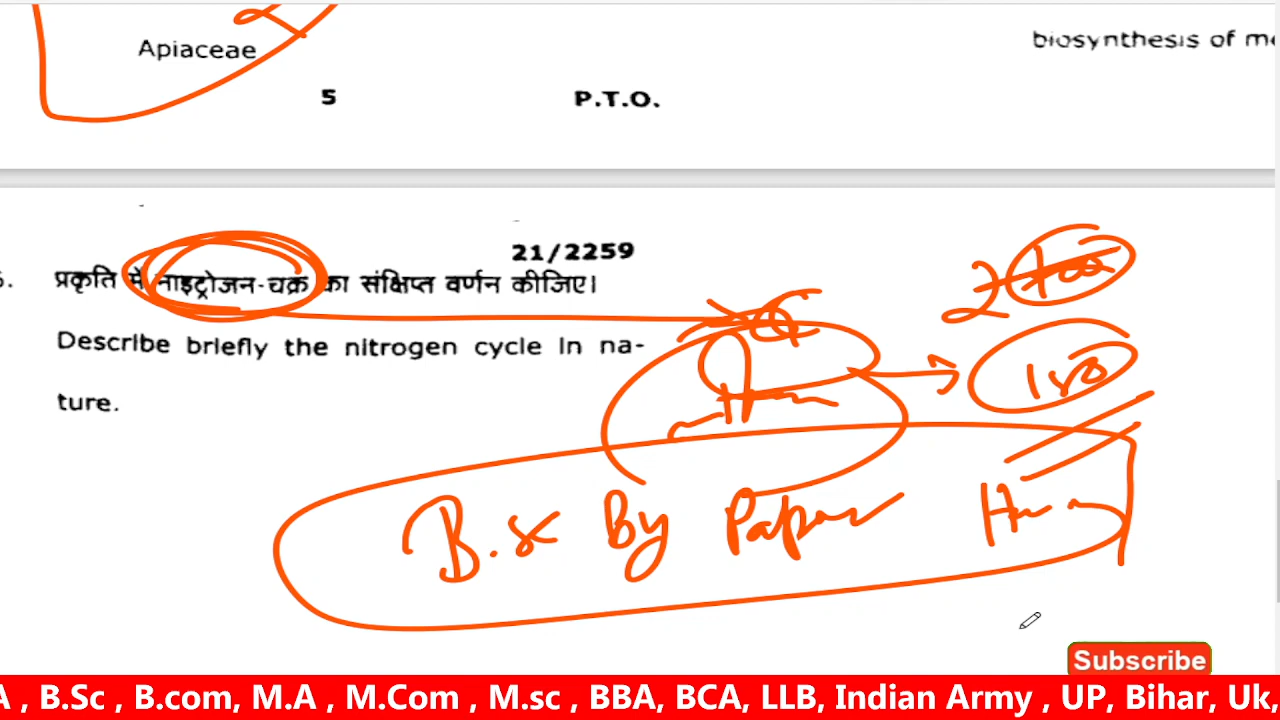 Apiaceae
biosynthesis of me
5 P.T.O.
21/2259
प्रकृति में नाइट्रोजन-चक्र का संक्षिप्त वर्णन कीजिए।
Describe briefly the nitrogen cycle in na-
ture.
B.sc By Paper
Subscribe
A , B.Sc , B.com, M.A , M.Com , M.sc , BBA, BCA, LLB, Indian Army , UP, Bihar, Uk,